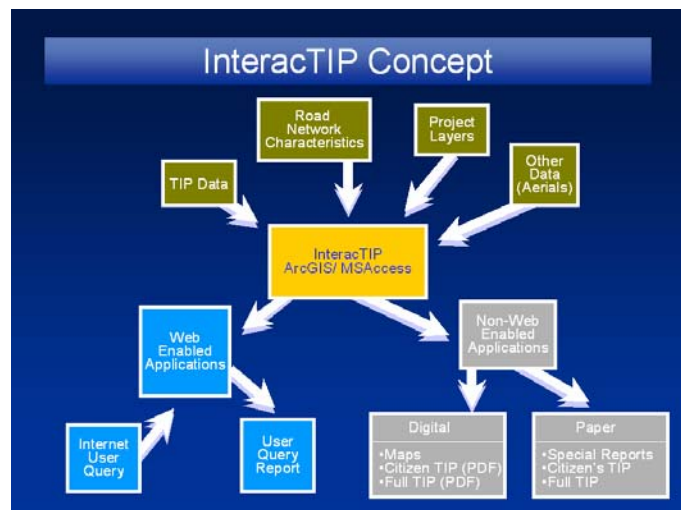 InteracTIP Concept
Road
Network
Characteristics
Project
Layers
TIP Data
Other
Data
(Aerials)
InteracTIP
ArcGIS/ MSAccess
Web
Enabled
Applications
Non-Web
Enabled
Applications
Internet
User
Query
User
Query
Report
Digital
•Maps
•Citizen TIP (PDF)
•Full TIP (PDF)
Paper
•Special Reports
•Citizen's TIP
•Full TIP